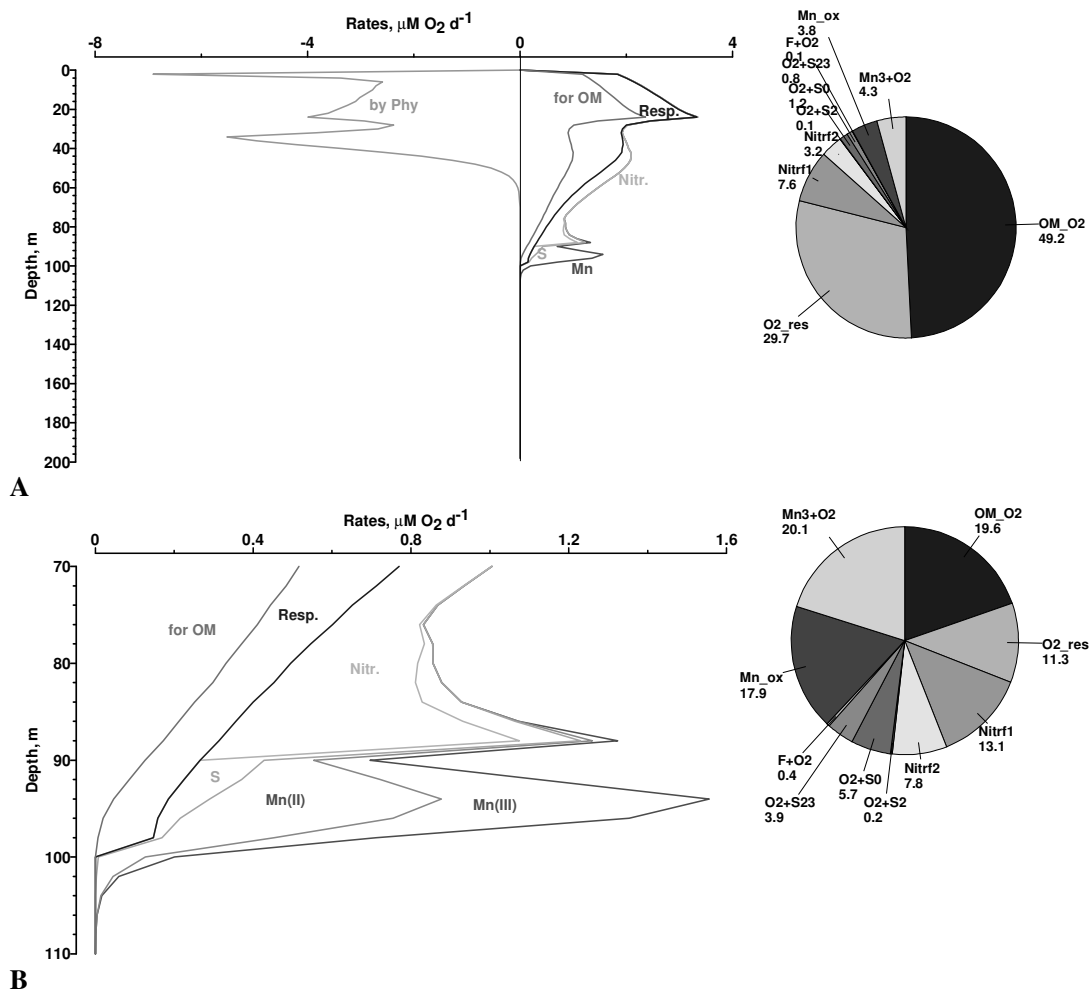 Rates, μM O2 d-1
-8 -4 0 4
Depth, m
0
20
40
60
80
100
120
140
160
180
200
by Phy
for OM
Resp.
Nitr.
S
Mn
Mn_ox
3.8
F+O2
0.1
O2+S23
0.8
O2+S0
1.2
O2+S2
0.1
Nitrf2
3.2
Nitrf1
7.6
Mn3+O2
4.3
OM_O2
49.2
O2_res
29.7
A
Rates, μM O2 d-1
0 0.4 0.8 1.2 1.6
Depth, m
70
80
90
100
110
for OM
Resp.
Nitr.
S
Mn(II)
Mn(III)
Mn3+O2
20.1
OM_O2
19.6
O2_res
11.3
Mn_ox
17.9
Nitrf1
13.1
F+O2
0.4
O2+S0
5.7
Nitrf2
7.8
O2+S23
3.9
O2+S2
0.2
B